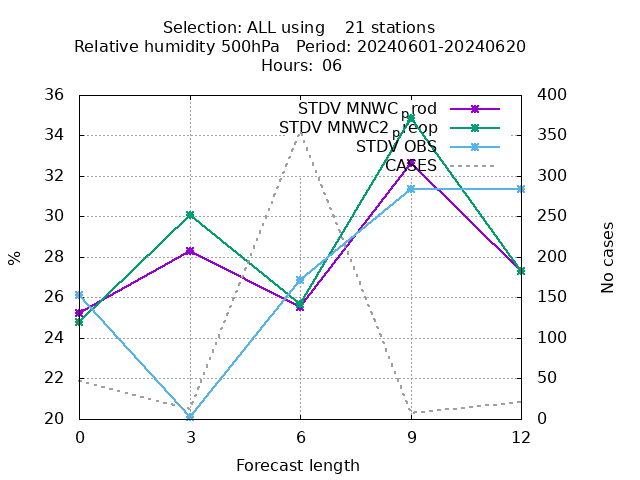 Selection: ALL using    21 stations
Relative humidity 500hPa   Period: 20240601-20240620
Hours: 06
36
34
32
30
28
26
24
22
20
%
400
350
300
250
200
150
100
50
0
No cases
STDV MNWC_prod
STDV MNWC2_preop
STDV OBS
CASES
0 3 6 9 12
Forecast length